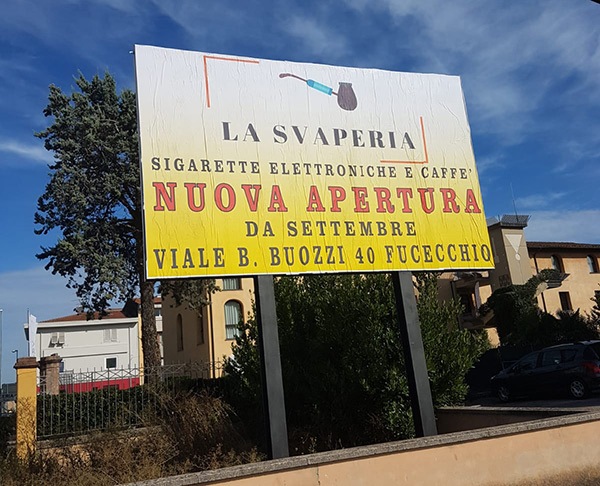 LA SVAPERIA
SIGARETTE ELETTRONICHE E CAFFE'
NUOVA APERTURA
DA SETTEMBRE
VIALE B. BUOZZI 40 FUCECCHIO